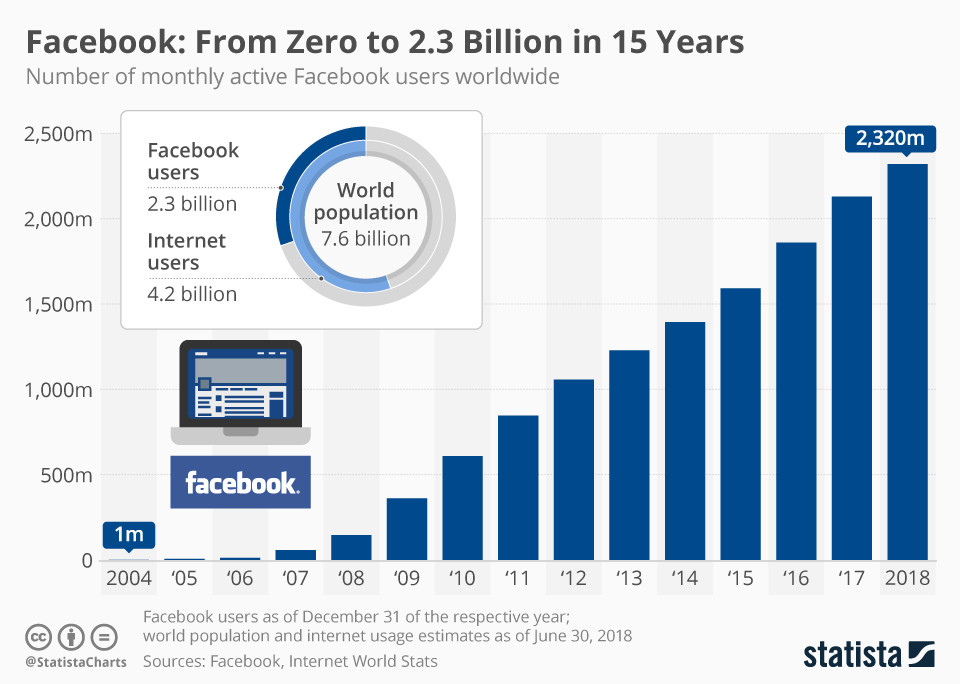 Facebook: From Zero to 2.3 Billion in 15 Years
Number of monthly active Facebook users worldwide
2,500m
2,000m
1,500m
1,000m
500m
0
Facebook
users
2.3 billion
Internet
users
4.2 billion
World
population
7.6 billion
2,320m
facebook.
1m
2004 ‘05 ‘06 ‘07 ‘08 ‘09 ‘10 ‘11 ‘12 ‘13 ‘14 ‘15 ‘16 ‘17 2018
Facebook users as of December 31 of the respective year;
world population and internet usage estimates as of June 30, 2018
cc
@StatistaCharts
Sources: Facebook, Internet World Stats
statista